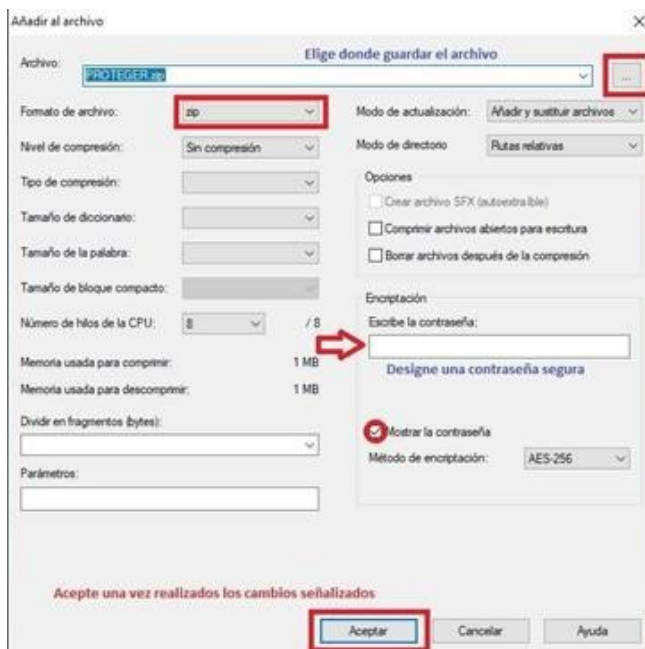 Añadir al archivo
Elige donde guardar el archivo
Archivo:
PROTEGER.zip
...
Formato de archivo:
zip
Modo de actualización:
Añadir y sustituir archivos
Nivel de compresión:
Sin compresión
Modo de directorio
Rutas relativas
Tipo de compresión:
Opciones
Crear archivo SFX (autoextraíble)
Tamaño de diccionario:
Comprimir archivos abiertos para escritura
Tamaño de la palabra:
Borrar archivos después de la compresión
Tamaño de bloque compacto:
Encriptación
Número de hilos de la CPU:
8
/ 8
Escribe la contraseña:
Memoria usada para comprimir:
1 MB
Designe una contraseña segura
Memoria usada para descomprimir:
1 MB
Dividir en fragmentos (bytes):
Mostrar la contraseña
Método de encriptación:
AES-256
Parámetros:
Acepte una vez realizados los cambios señalizados
Aceptar
Cancelar
Ayuda